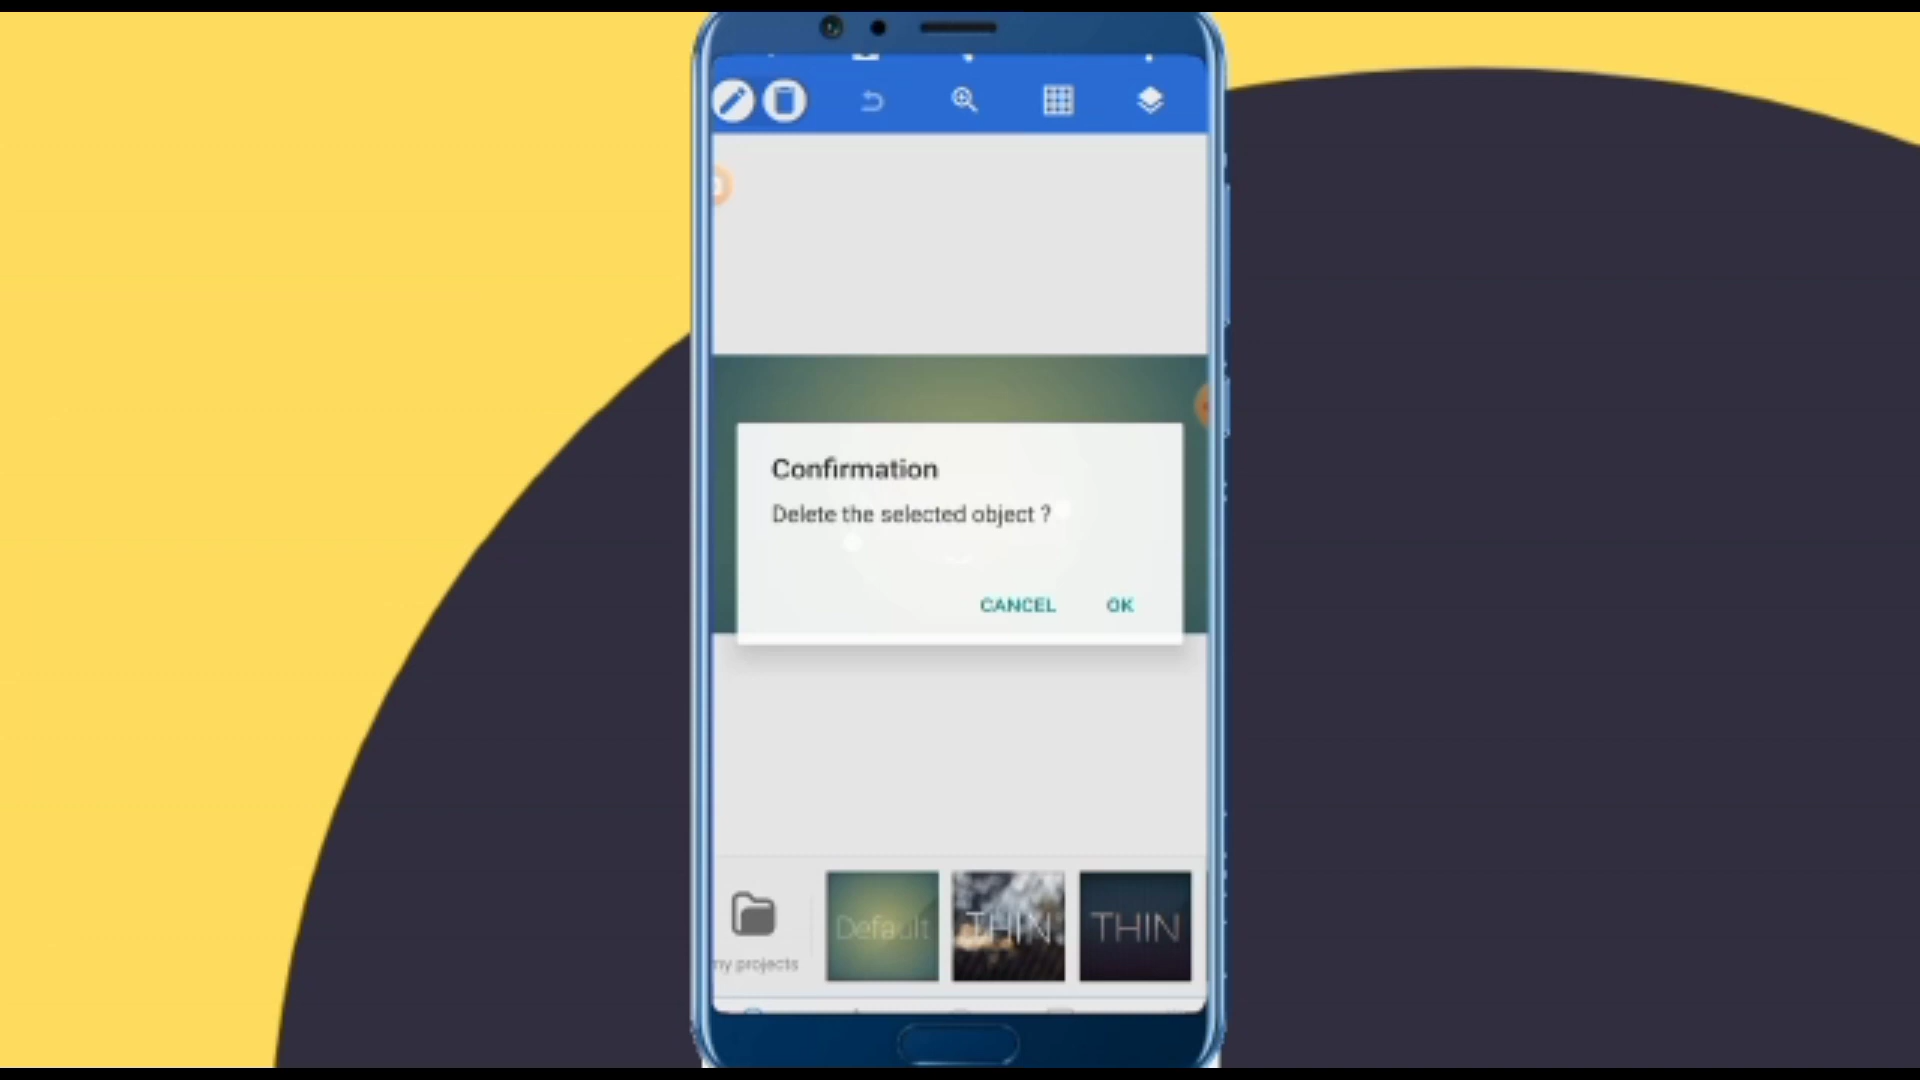 Confirmation
Delete the selected object ?
CANCEL OK
Default
THIN
THIN
my projects